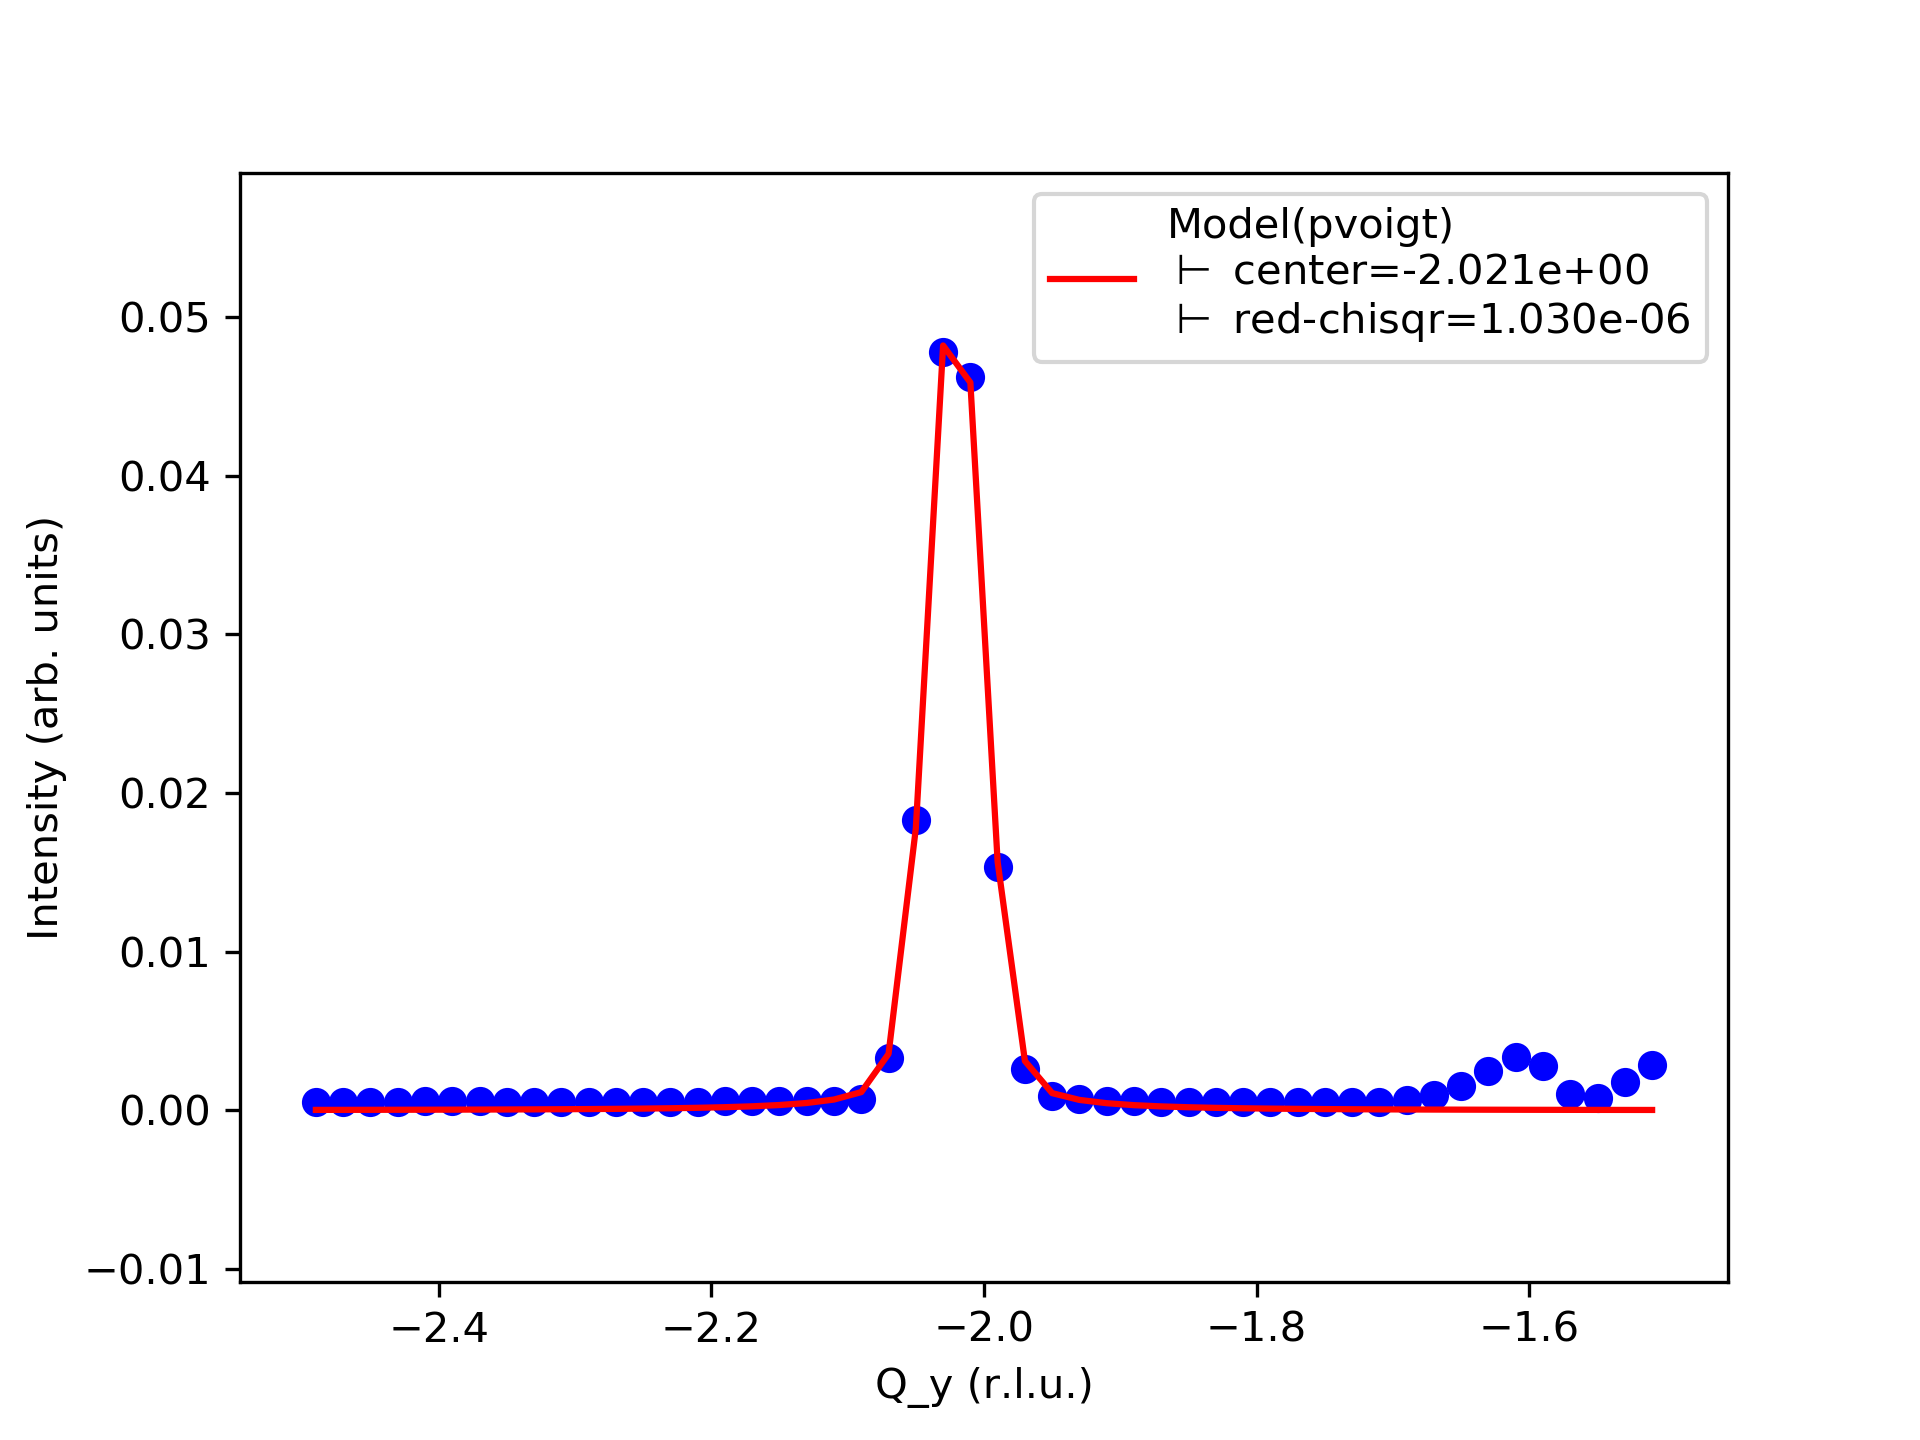 Model(pvoigt)
⊢ center=-2.021e+00
⊢ red-chisqr=1.030e-06
0.05
0.04
0.03
0.02
0.01
0.00
−0.01
Intensity (arb. units)
−2.4 −2.2 −2.0 −1.8 −1.6
Q_y (r.l.u.)